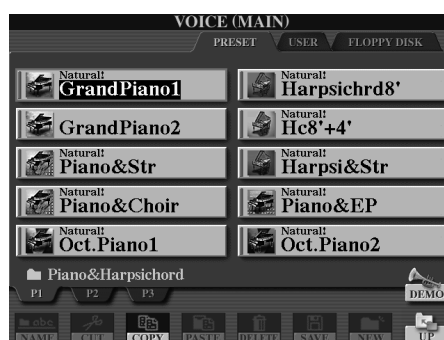 VOICE (MAIN)
PRESET USER FLOPPY DISK
Natural!
GrandPiano1
Natural!
Harpsichrd8'
GrandPiano2
Natural!
Hc8'+4'
Natural!
Piano&Str
Natural!
Harpsi&Str
Natural!
Piano&Choir
Natural!
Piano&EP
Natural!
Oct.Piano1
Natural!
Oct.Piano2
Piano&Harpsichord
P1 P2 P3
DEMO
abc
NAME CUT COPY PASTE DELETE SAVE NEW UP